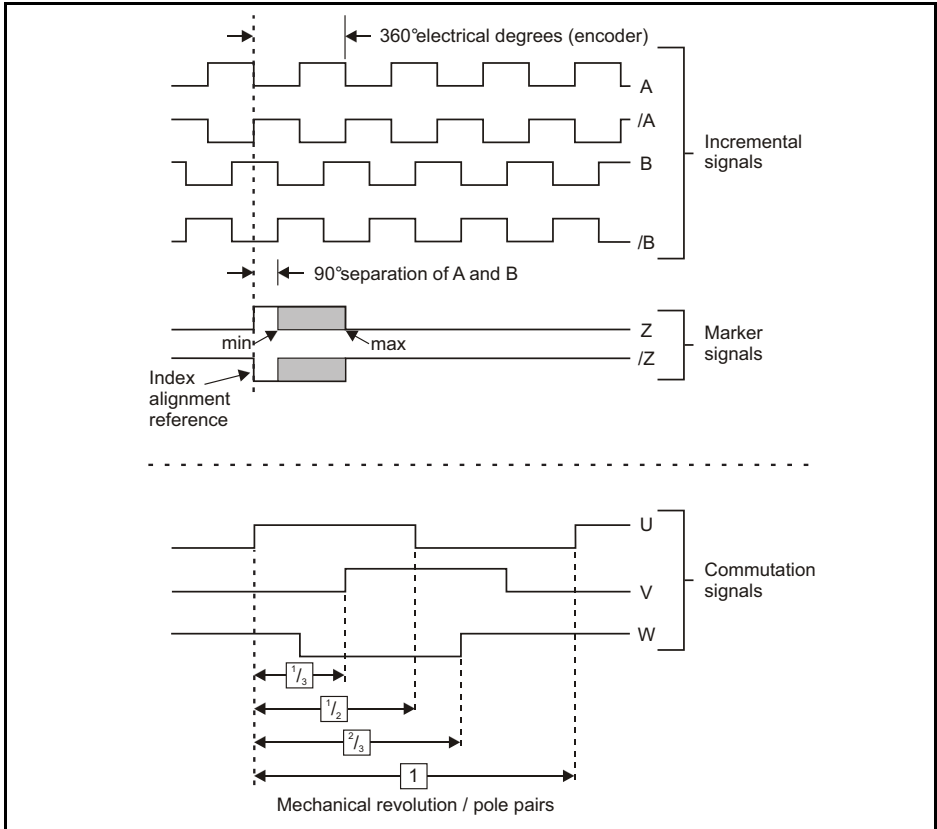 360°electrical degrees (encoder)
A
/A
B
/B
Incremental
signals
90°separation of A and B
Z
/Z
min
max
Marker
signals
Index
alignment
reference
U
V
W
Commutation
signals
1/3
1/2
2/3
1
Mechanical revolution / pole pairs